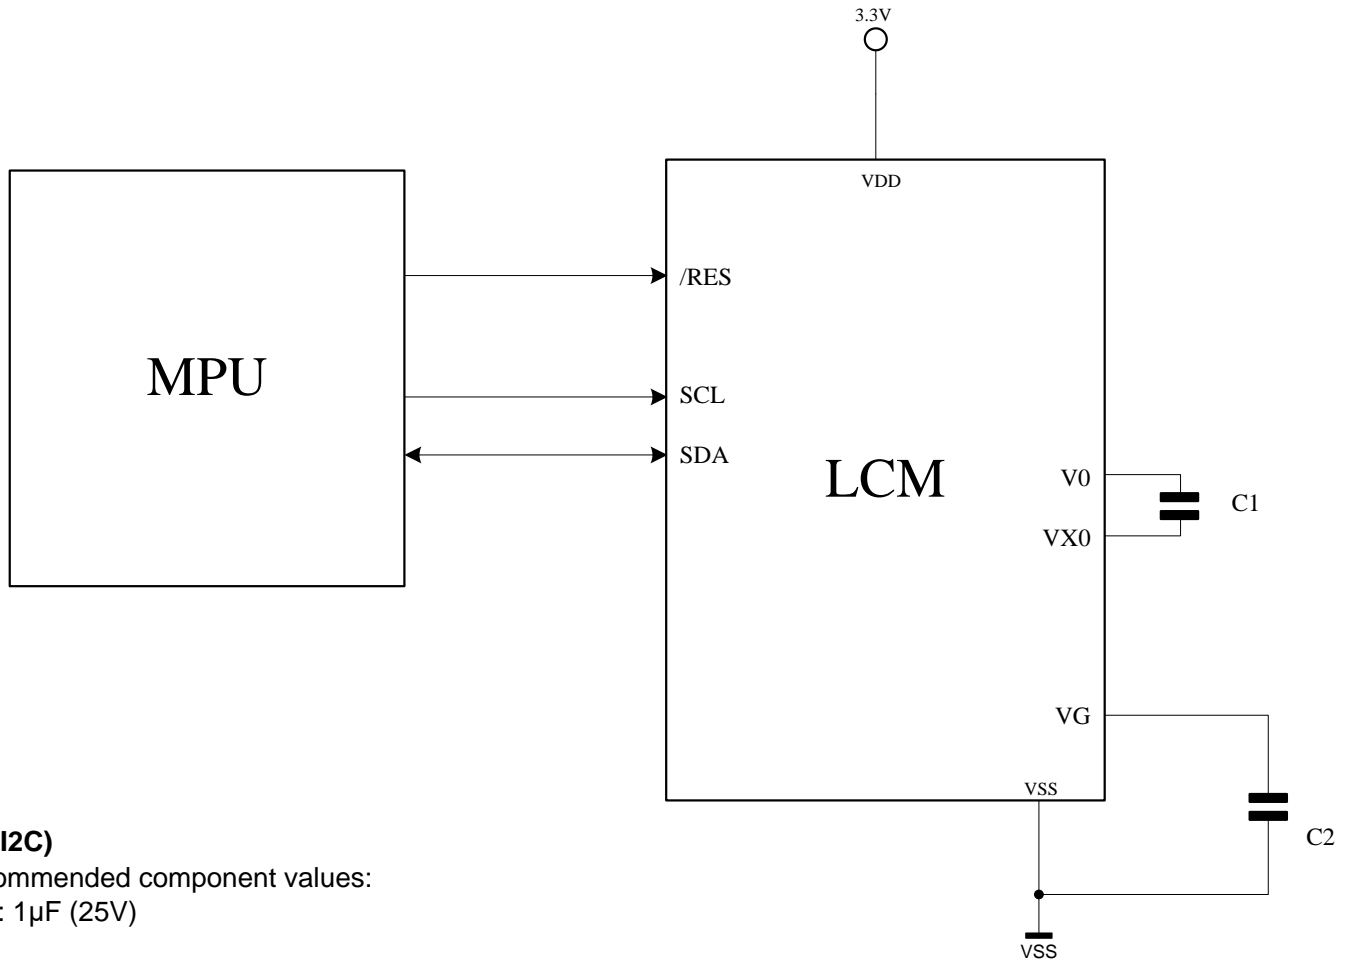 3.3V
VDD
/RES
MPU
SCL
SDA
LCM
V0
C1
VX0
VG
VSS
C2
I2C)
commended component values:
: 1µF (25V)
VSS